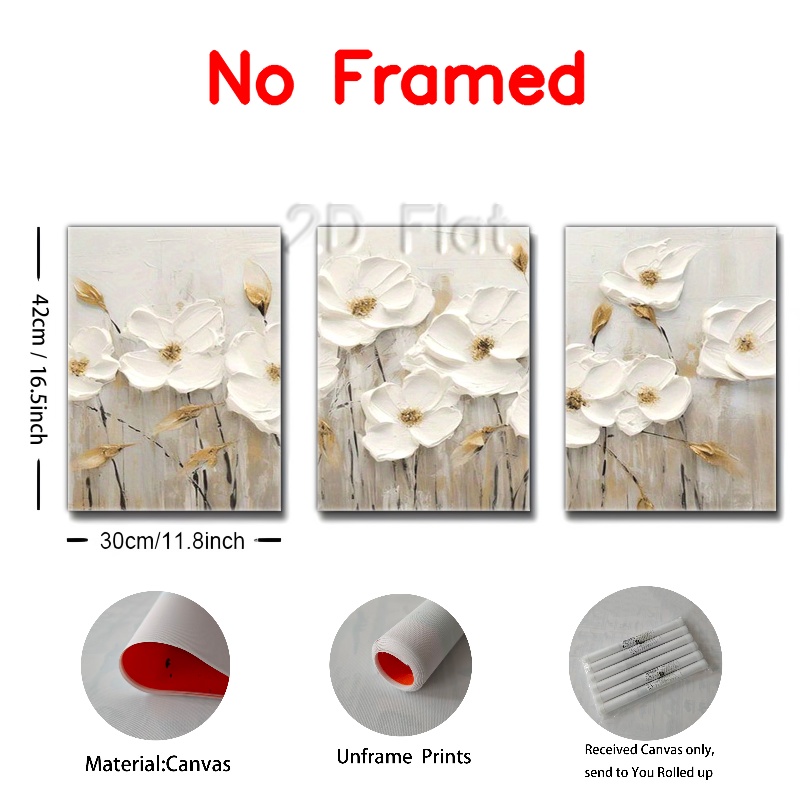 No Framed
2D Flat
42cm / 16.5inch
30cm/11.8inch
Material:Canvas
Unframe Prints
Received Canvas only,
send to You Rolled up